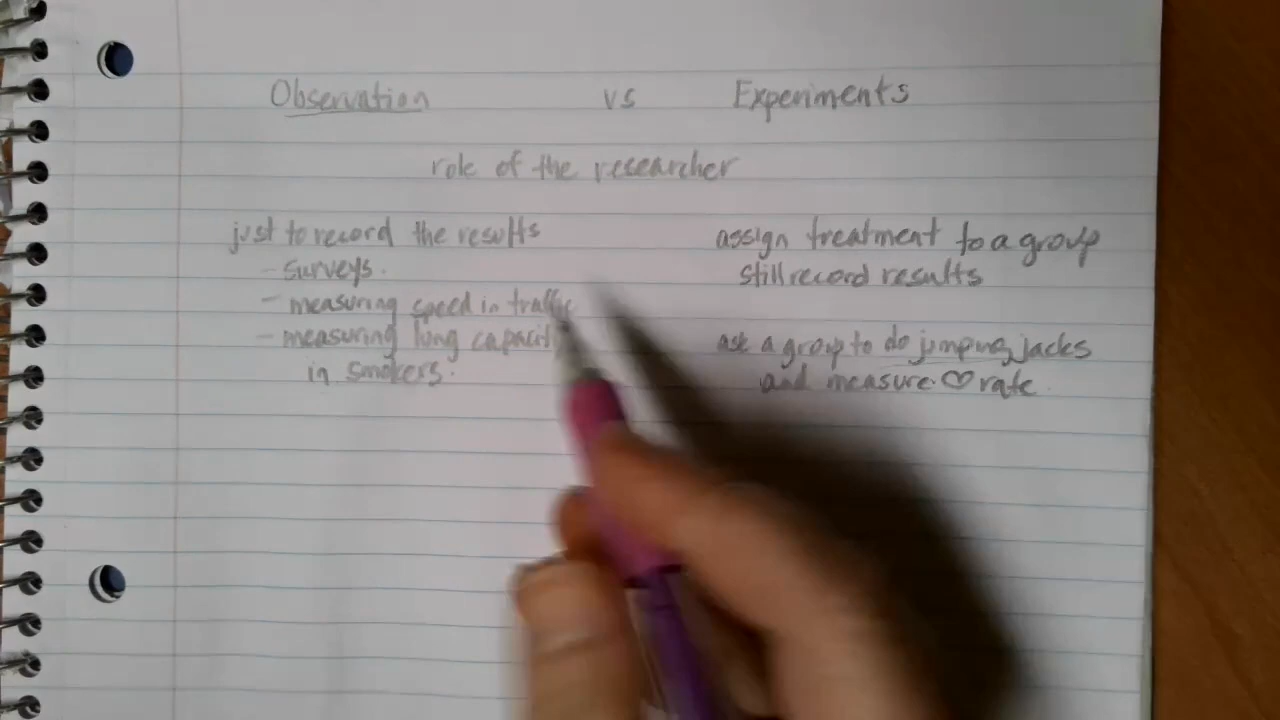 Observation vs Experiments
role of the researcher
just to record the results
- surveys.
- measuring speed in traffic
- measuring lung
in smokers.
assign treatment to a group
still record results
ask a group to do jumping jacks
and measure ♡ rate